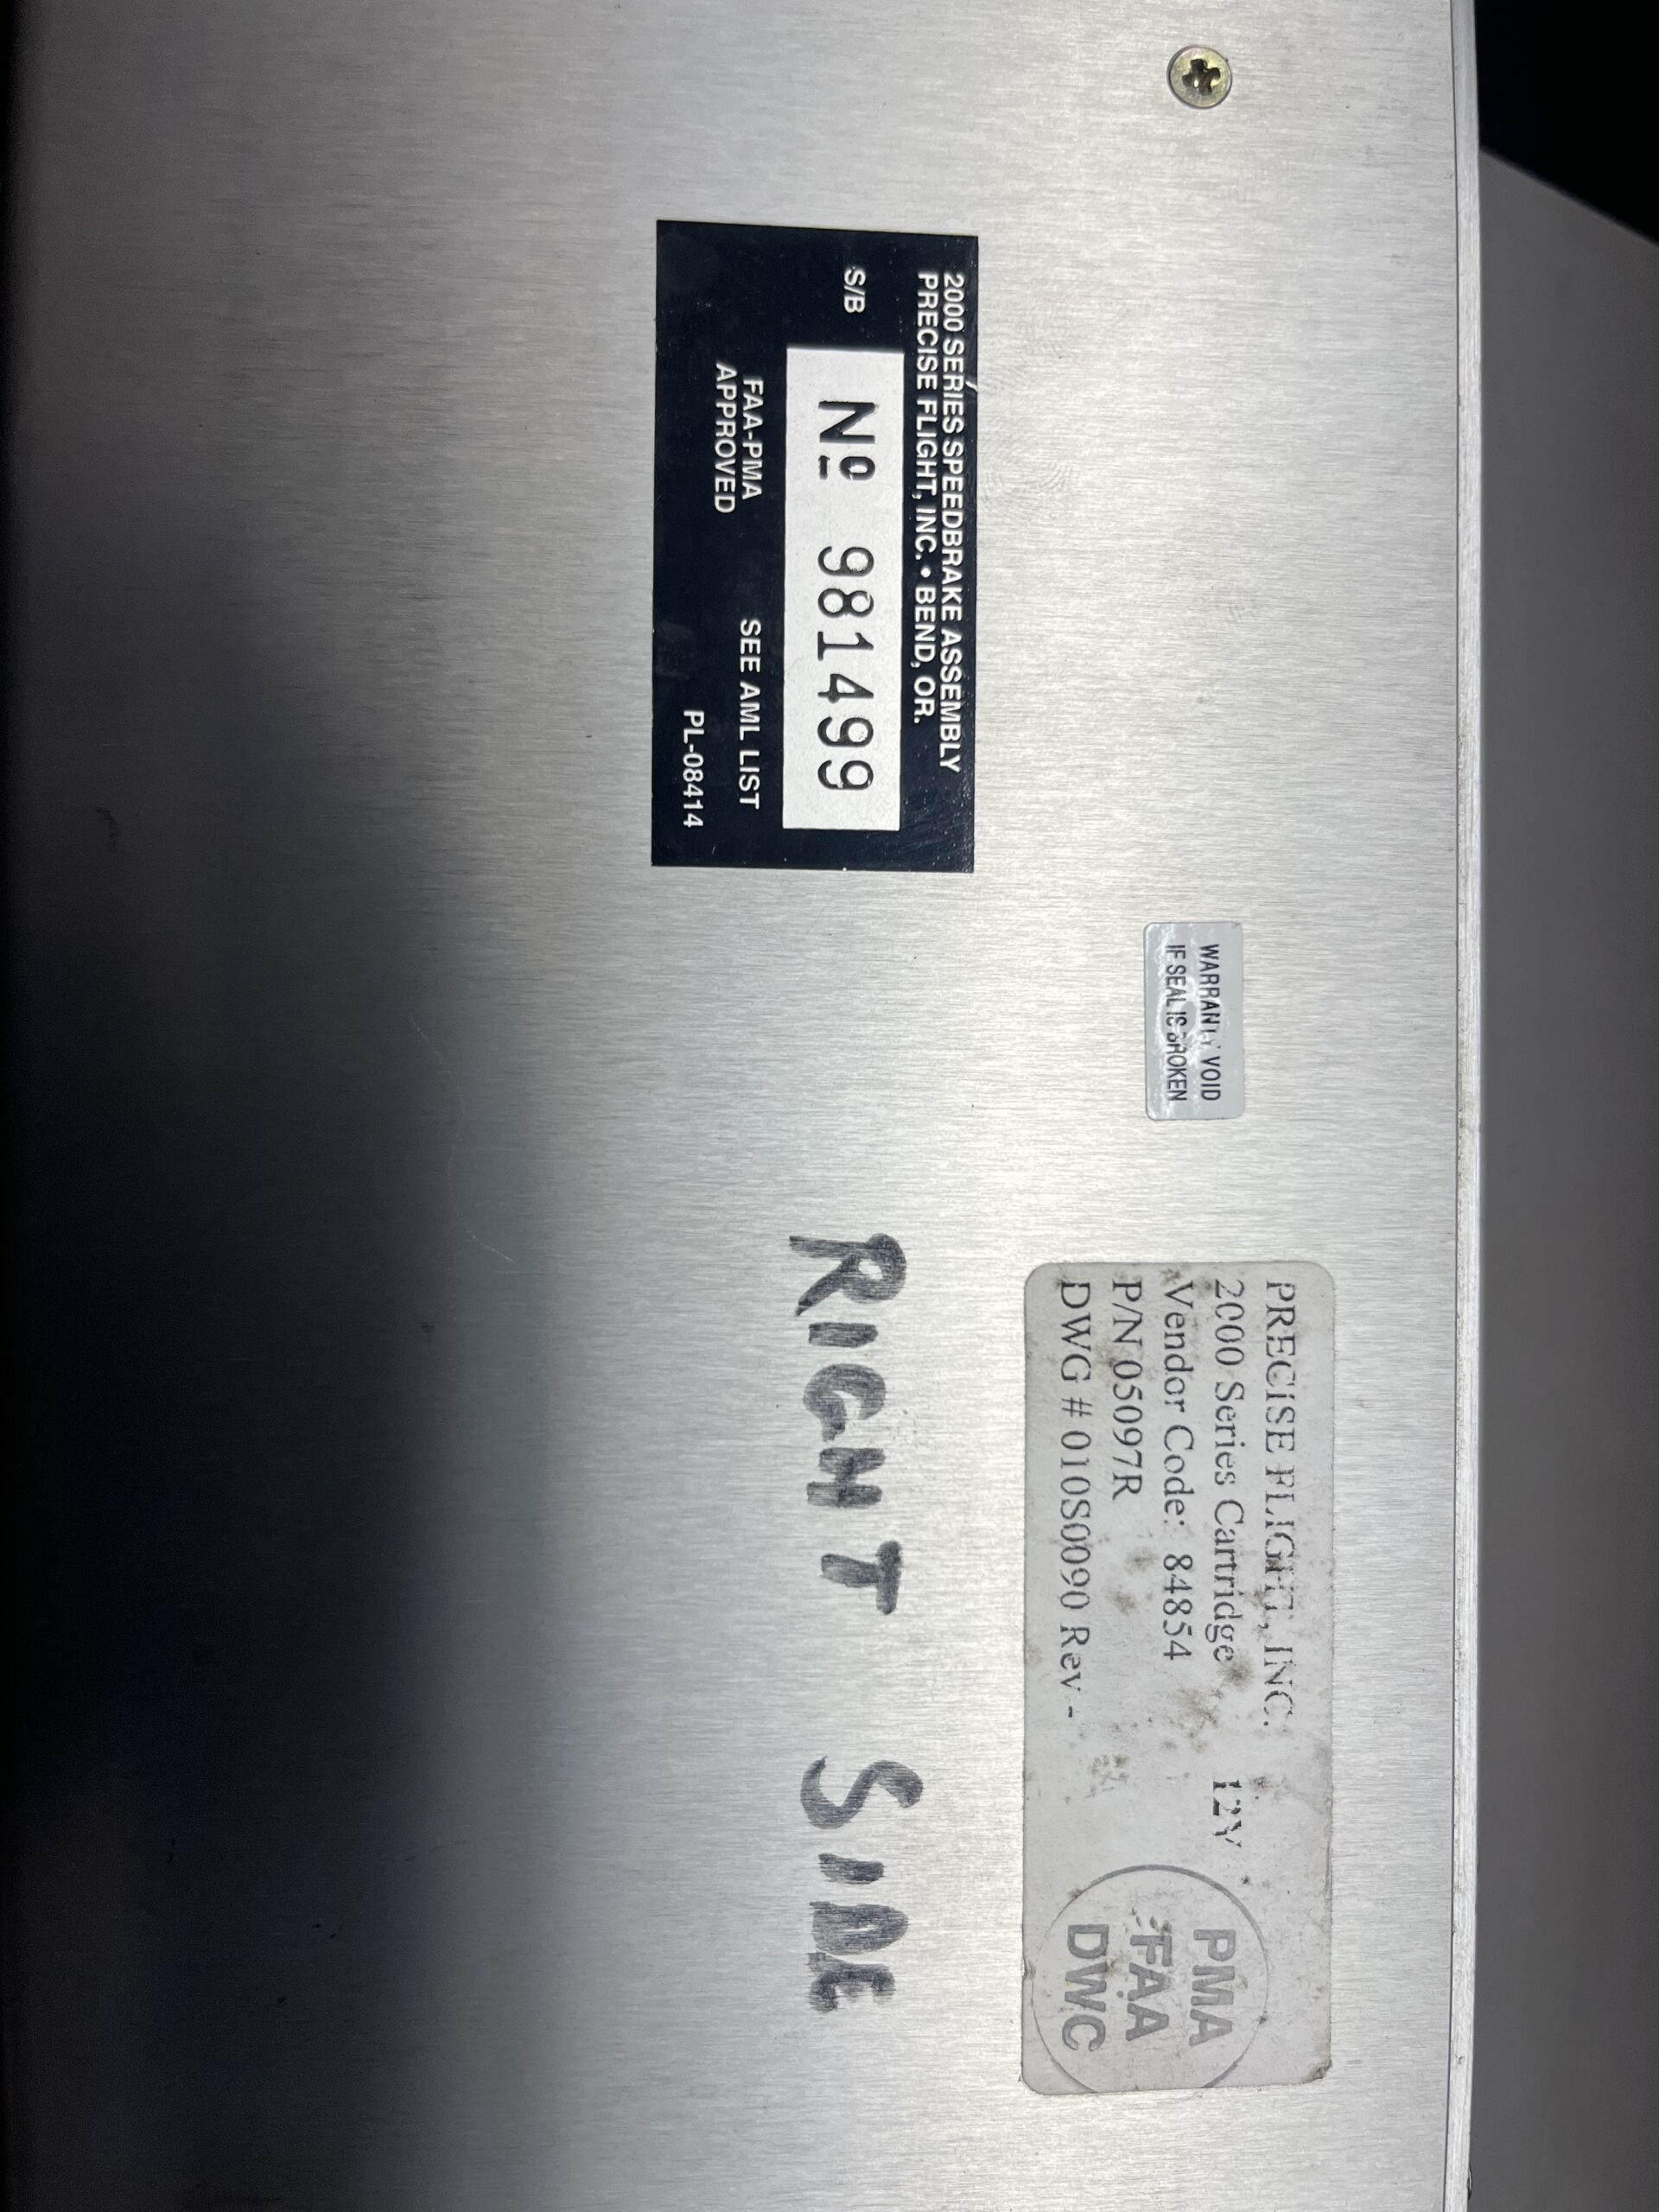 2000 SERIES SPEEDBRAKE ASSEMBLY
PRECISE FLIGHT, INC. • BEND, OR.
S/B Nº 981499
FAA-PMA
APPROVED
SEE AML LIST
PL-08414
WARRANTY VOID
IF SEAL IS BROKEN
PRECISE FLIGHT, INC.
2000 Series Cartridge 12V
Vendor Code: 84854
P/N 05097R
DWG # 010S0090 Rev -
PMA
FAA
DWC
RIGHT SIDE